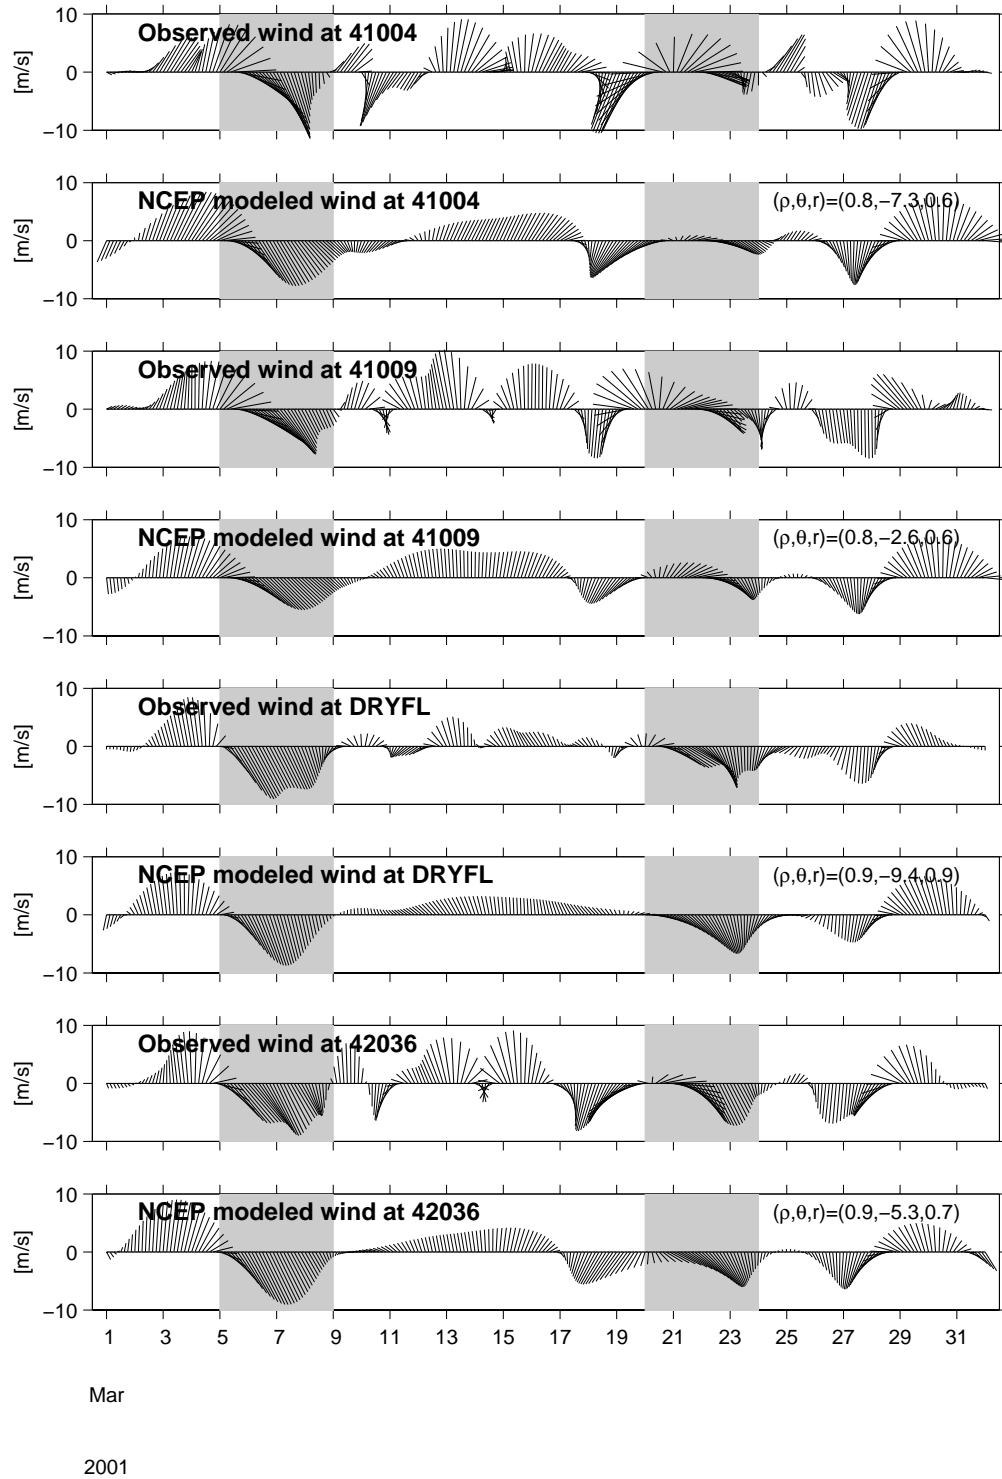 10
Observed wind at 41004
[m/s]
0
−10
10
NCEP modeled wind at 41004
(ρ,θ,r)=(0.8,−7.3,0.6)
[m/s]
0
−10
10
Observed wind at 41009
[m/s]
0
−10
10
NCEP modeled wind at 41009
(ρ,θ,r)=(0.8,−2.6,0.6)
[m/s]
0
−10
10
Observed wind at DRYFL
[m/s]
0
−10
10
NCEP modeled wind at DRYFL
(ρ,θ,r)=(0.9,−9.4,0.9)
[m/s]
0
−10
10
Observed wind at 42036
[m/s]
0
−10
10
NCEP modeled wind at 42036
(ρ,θ,r)=(0.9,−5.3,0.7)
[m/s]
0
−10
1 3 5 7 9 11 13 15 17 19 21 23 25 27 29 31
Mar
2001